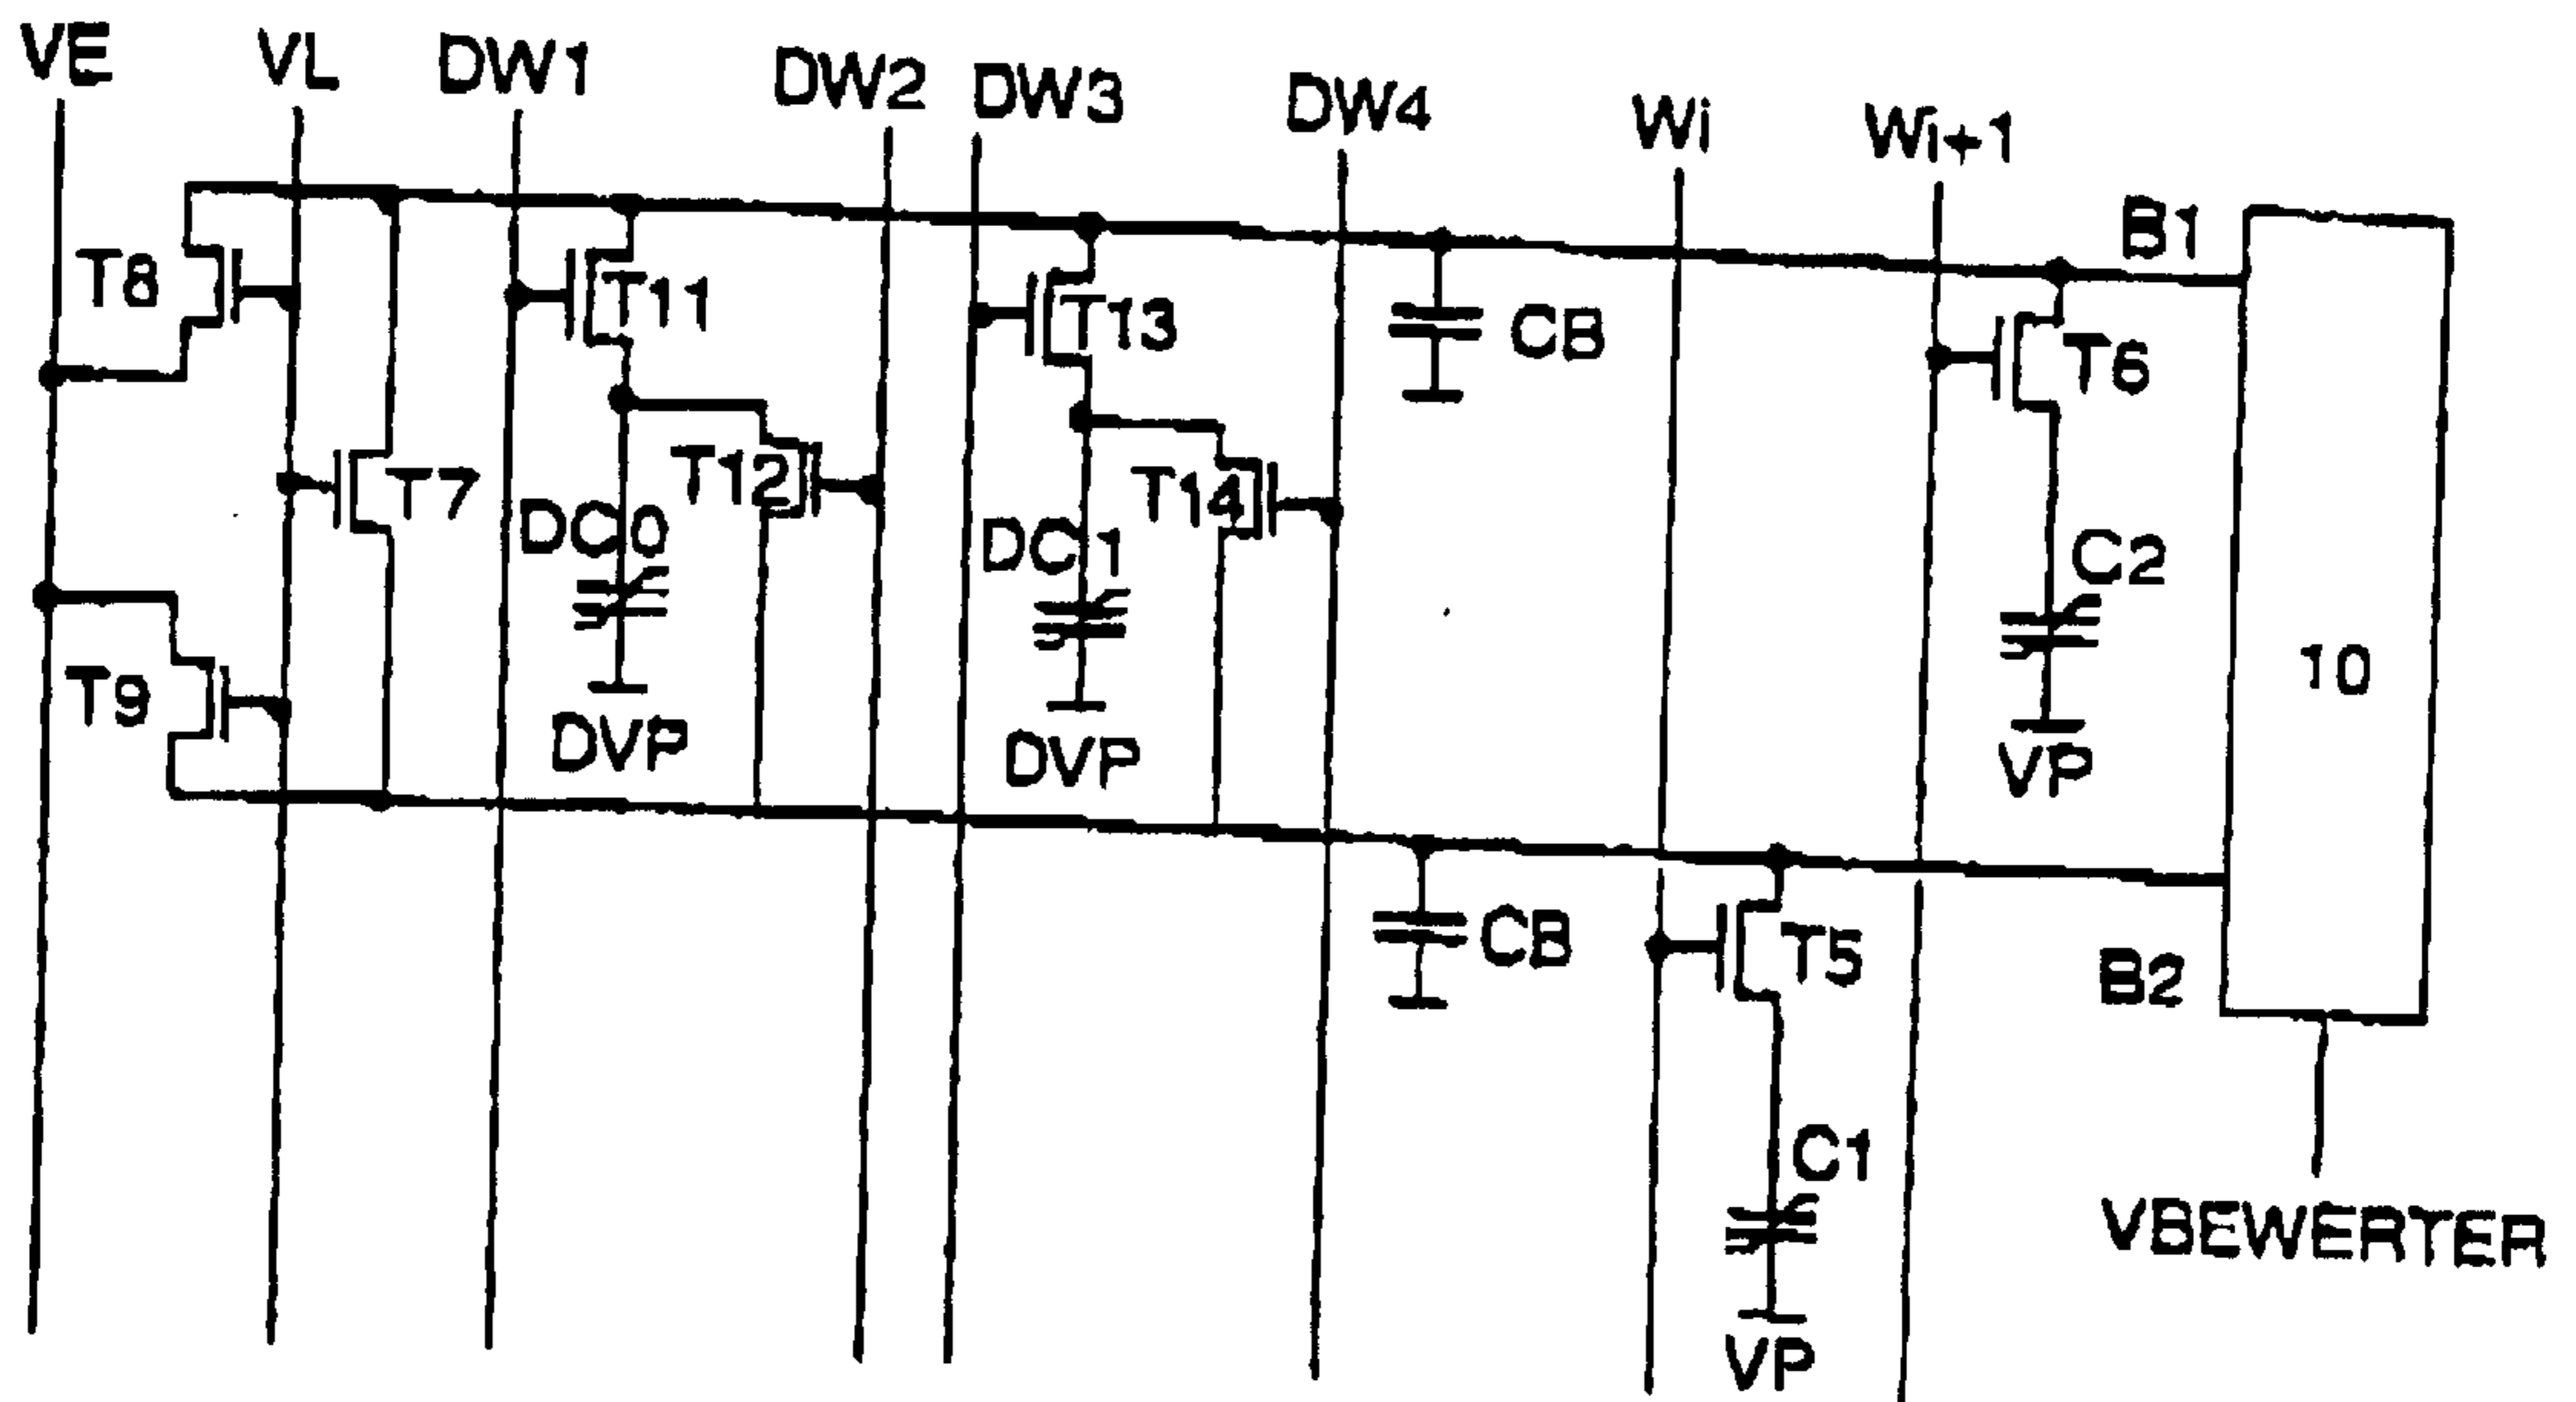 VE VL DW1 DW2 DW3 DW4 Wi Wi+1
B1
T8 T11 T13 CB T6
T7 T12 T14
DC0 DC1 C2
T9 10
DVP DVP VP
CB T5 B2
C1
VBEWERTER
VP